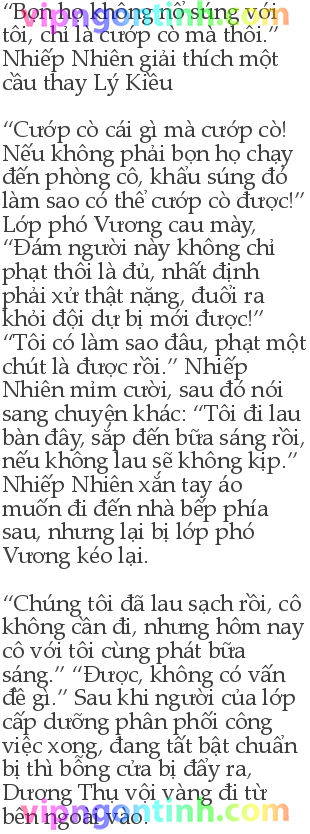 “Bọn họ không nổ súng với
tôi, chỉ là cướp cò mà thôi.”
Nhiếp Nhiên giải thích một
cầu thay Lý Kiều

“Cướp cò cái gì mà cướp cò!
Nếu không phải bọn họ chạy
đến phòng cô, khẩu súng đó
làm sao có thể cướp cò được!”
Lớp phó Vương cau mày,
“Đám người này không chỉ
phạt thôi là đủ, nhất định
phải xử thật nặng, đuổi ra
khỏi đội dự bị mới được!”
“Tôi có làm sao đâu, phạt một
chút là được rồi.” Nhiếp
Nhiên mỉm cười, sau đó nói
sang chuyện khác: “Tôi đi lau
bàn đây, sắp đến bữa sáng rồi,
nếu không lau sẽ không kịp.”
Nhiếp Nhiên xắn tay áo
muốn đi đến nhà bếp phía
sau, nhưng lại bị lớp phó
Vương kéo lại.

“Chúng tôi đã lau sạch rồi, cô
không cần đi, nhưng hôm nay
cô với tôi cùng phát bữa
sáng.” “Được, không có vấn
đề gì.” Sau khi người của lớp
cấp dưỡng phân phối công
việc xong, đang tất bật chuẩn
bị thì bỗng cửa bị đẩy ra,
Dương Thụ vội vàng đi từ
bên ngoài vào.
vipngontinh.com
vipngontinh.com